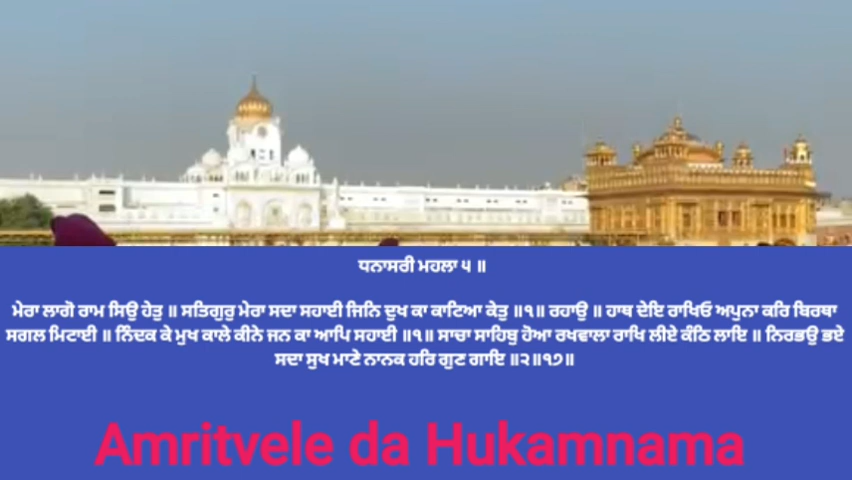 ਧਨਾਸਰੀ ਮਹਲਾ ੫ ॥
ਮੇਰਾ ਲਾਗੋ ਰਾਮ ਸਿਉ ਹੇਤੁ ॥ ਸਤਿਗੁਰੁ ਮੇਰਾ ਸਦਾ ਸਹਾਈ ਜਿਨਿ ਦੁਖ ਕਾ ਕਾਟਿਆ ਕੇਤੁ ॥੧॥ ਰਹਾਉ ॥ ਹਾਥ ਦੇਇ ਰਾਖਿਓ ਅਪੁਨਾ ਕਰਿ ਬਿਰਥਾ
ਸਗਲ ਮਿਟਾਈ ॥ ਨਿੰਦਕ ਕੇ ਮੁਖ ਕਾਲੇ ਕੀਨੇ ਜਨ ਕਾ ਆਪਿ ਸਹਾਈ ॥੧॥ ਸਾਚਾ ਸਾਹਿਬੁ ਹੋਆ ਰਖਵਾਲਾ ਰਾਖਿ ਲੀਏ ਕੰਠਿ ਲਾਇ ॥ ਨਿਰਭਉ ਭਏ
ਸਦਾ ਸੁਖ ਮਾਣੇ ਨਾਨਕ ਹਰਿ ਗੁਣ ਗਾਇ ॥੨॥੧੭॥
Amritvele da Hukamnama